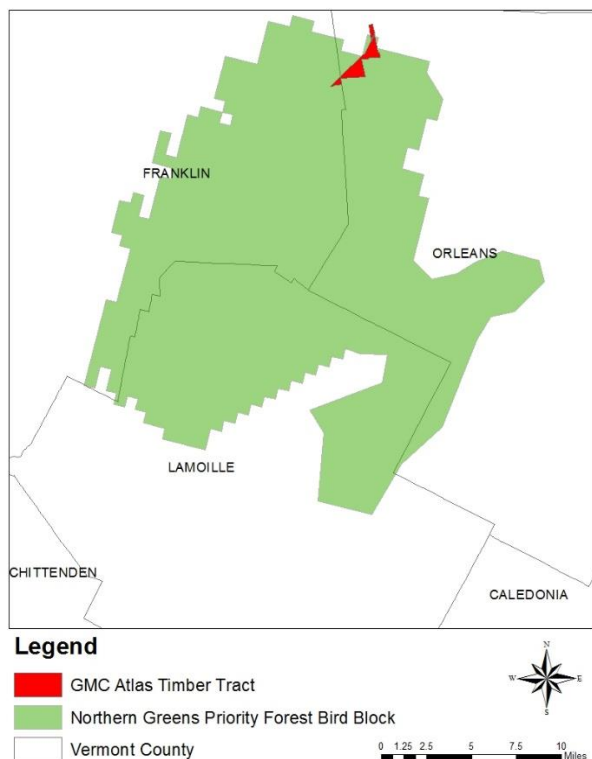 FRANKLIN
ORLEANS
LAMOILLE
CHITTENDEN
CALEDONIA
Legend
GMC Atlas Timber Tract
Northern Greens Priority Forest Bird Block
Vermont County
N
W E
S
0 1.25 2.5 5 7.5 10
Miles